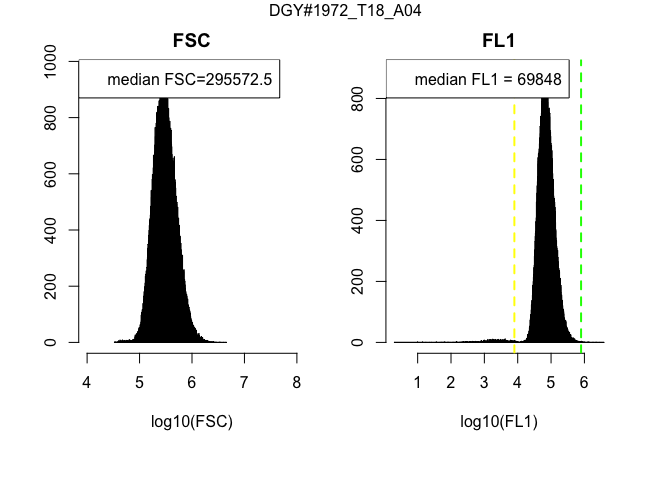 DGY#1972_T18_A04
FSC
median FSC=295572.5
0 200 400 600 800 1000
4 5 6 7 8
log10(FSC)
FL1
median FL1 = 69848
0 200 400 600 800
1 2 3 4 5 6
log10(FL1)